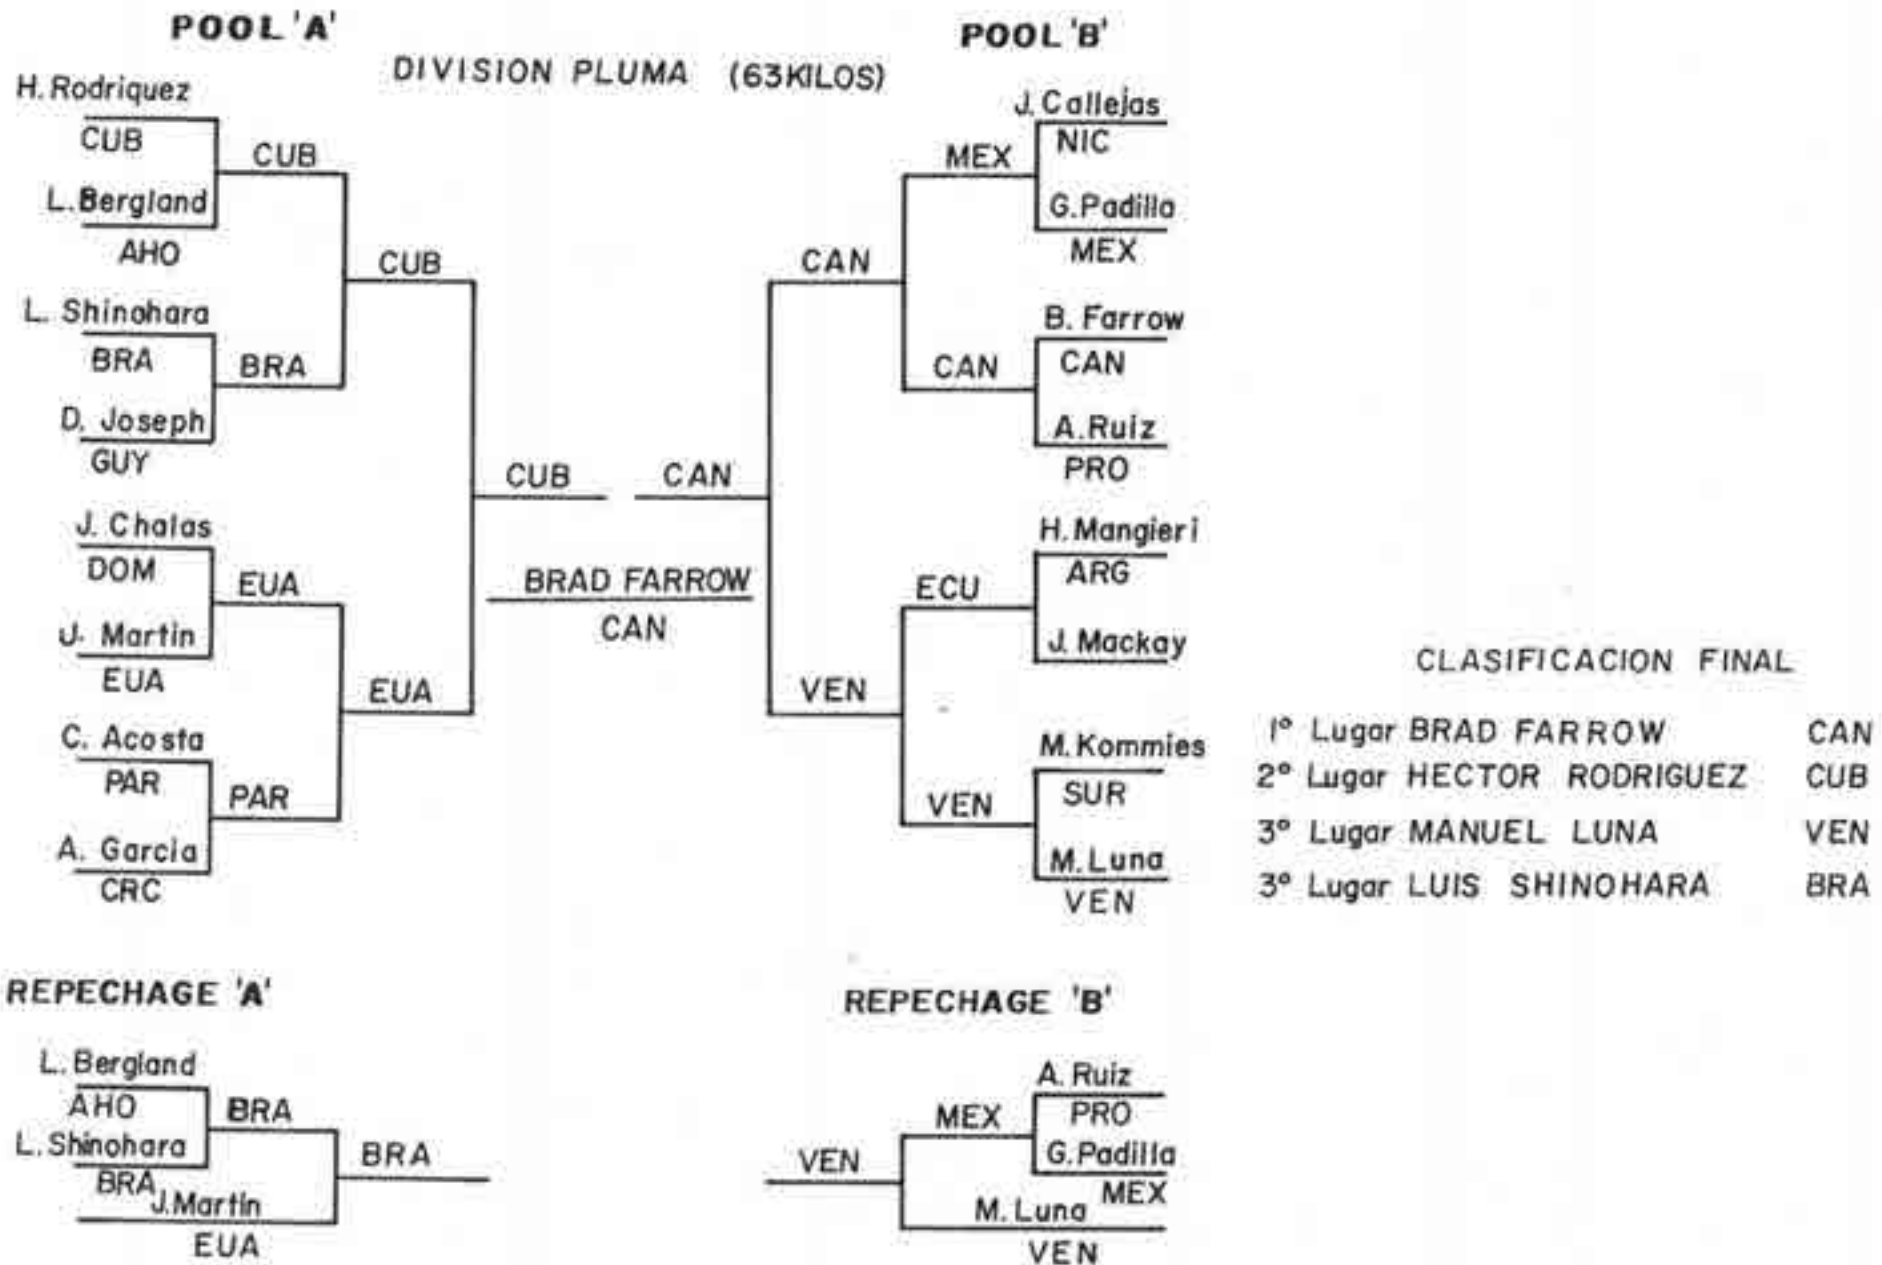 POOL 'A'
POOL 'B'
DIVISION PLUMA (63KILOS)
H. Rodriquez
CUB
CUB
L. Bergland
AHO
CUB
L. Shinohara
BRA
BRA
D. Joseph
GUY
CUB
J. Chalas
DOM
EUA
J. Martin
EUA
EUA
C. Acosta
PAR
PAR
A. Garcia
CRC
BRAD FARROW
CAN
J. Callejas
NIC
MEX
G. Padilla
MEX
CAN
B. Farrow
CAN
CAN
A. Ruiz
PRO
CAN
H. Mangieri
ARG
ECU
J. Mackay
VEN
M. Kommies
SUR
VEN
M. Luna
VEN
CLASIFICACION FINAL
1º Lugar BRAD FARROW CAN
2º Lugar HECTOR RODRIGUEZ CUB
3º Lugar MANUEL LUNA VEN
3º Lugar LUIS SHINOHARA BRA
REPECHAGE 'A'
L. Bergland
AHO
BRA
L. Shinohara
BRA
BRA
J. Martin
EUA
REPECHAGE 'B'
A. Ruiz
PRO
MEX
G. Padilla
MEX
VEN
M. Luna
VEN